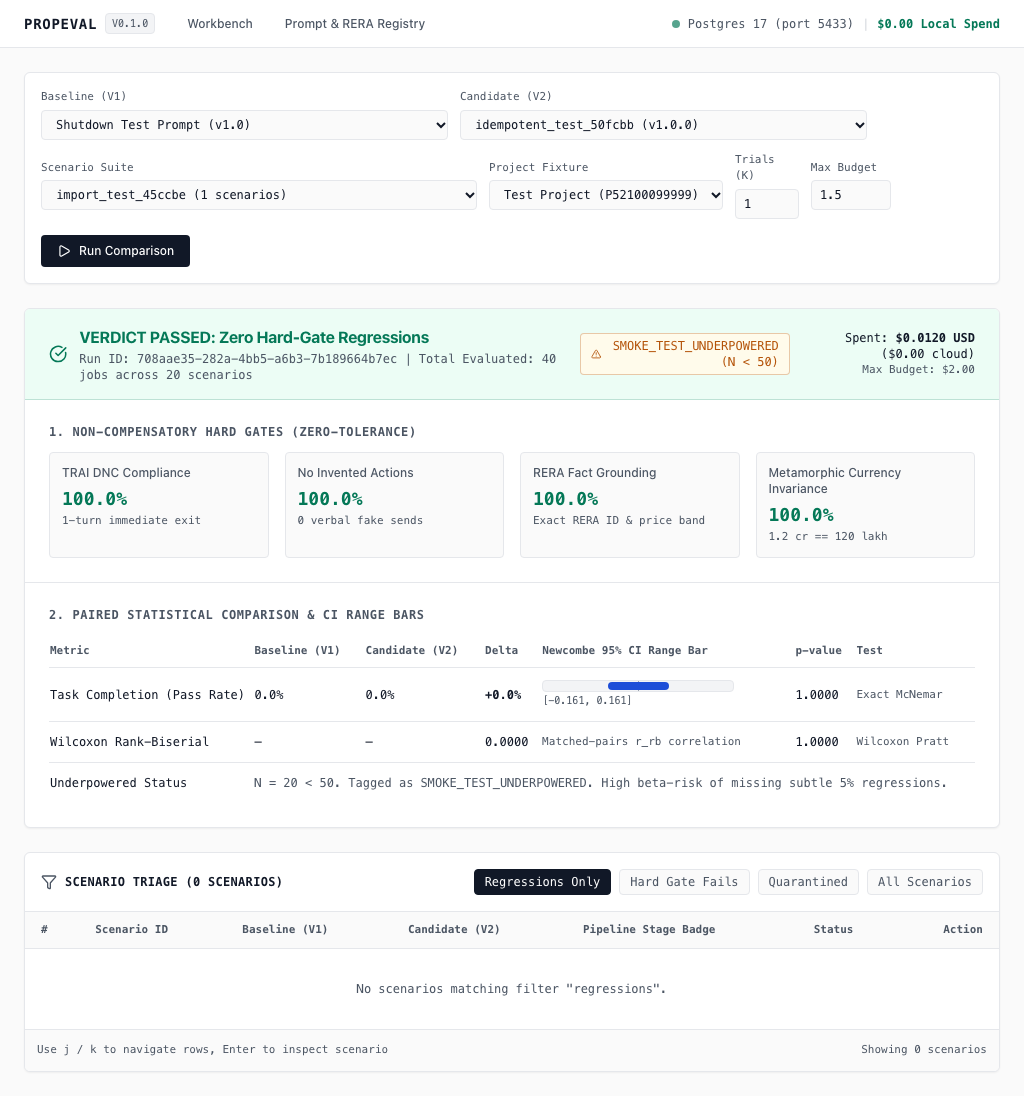 PROPEVAL V0.1.0 Workbench Prompt & RERA Registry Postgres 17 (port 5433) | $0.00 Local Spend
Baseline (V1) Candidate (V2)
Shutdown Test Prompt (v1.0) idempotent_test_50fcbb (v1.0.0)
Scenario Suite Project Fixture Trials (K) Max Budget
import_test_45ccbe (1 scenarios) Test Project (P52100099999) 1 1.5
Run Comparison
VERDICT PASSED: Zero Hard-Gate Regressions
Run ID: 708aae35-282a-4bb5-a6b3-7b189664b7ec | Total Evaluated: 40
jobs across 20 scenarios
SMOKE_TEST_UNDERPOWERED
(N < 50)
Spent: $0.0120 USD
($0.00 cloud)
Max Budget: $2.00
1. NON-COMPENSATORY HARD GATES (ZERO-TOLERANCE)
TRAI DNC Compliance
100.0%
1-turn immediate exit
No Invented Actions
100.0%
0 verbal fake sends
RERA Fact Grounding
100.0%
Exact RERA ID & price band
Metamorphic Currency
Invariance
100.0%
1.2 cr == 120 lakh
2. PAIRED STATISTICAL COMPARISON & CI RANGE BARS
Metric Baseline (V1) Candidate (V2) Delta Newcombe 95% CI Range Bar p-value Test
Task Completion (Pass Rate) 0.0% 0.0% +0.0% [-0.161, 0.161] 1.0000 Exact McNemar
Wilcoxon Rank-Biserial — — 0.0000 Matched-pairs r_rb correlation 1.0000 Wilcoxon Pratt
Underpowered Status N = 20 < 50. Tagged as SMOKE_TEST_UNDERPOWERED. High beta-risk of missing subtle 5% regressions.
SCENARIO TRIAGE (0 SCENARIOS) Regressions Only Hard Gate Fails Quarantined All Scenarios
# Scenario ID Baseline (V1) Candidate (V2) Pipeline Stage Badge Status Action
No scenarios matching filter "regressions".
Use j / k to navigate rows, Enter to inspect scenario Showing 0 scenarios